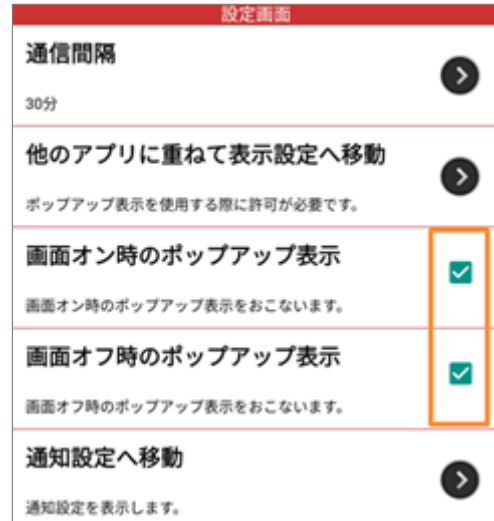 設定画面
通信間隔
30分
他のアプリに重ねて表示設定へ移動
ポップアップ表示を使用する際に許可が必要です。
画面オン時のポップアップ表示
画面オン時のポップアップ表示をおこないます。
画面オフ時のポップアップ表示
画面オフ時のポップアップ表示をおこないます。
通知設定へ移動
通知設定を表示します。